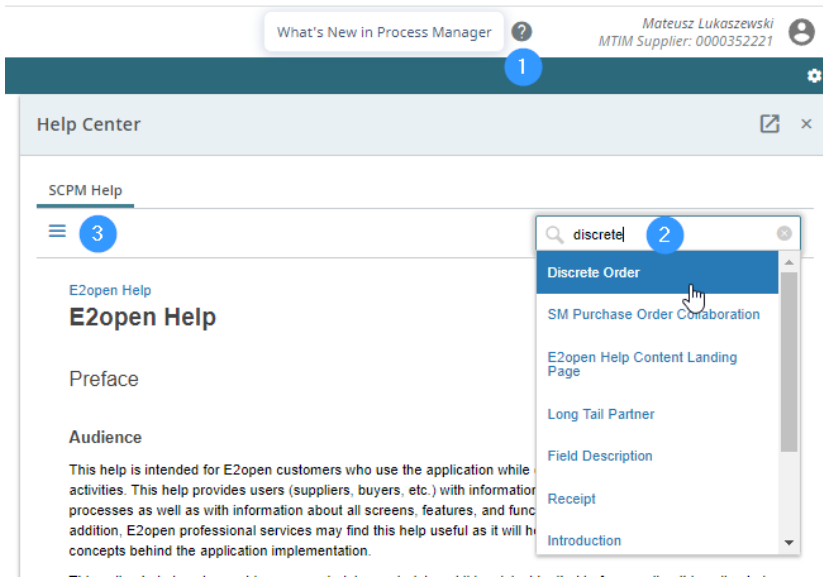 What's New in Process Manager
?
Mateusz Lukaszewski
MTIM Supplier: 0000352221
1
Help Center
SCPM Help
3
discrete
2
Discrete Order
SM Purchase Order Collaboration
E2open Help Content Landing
Page
Long Tail Partner
Field Description
Receipt
Introduction
E2open Help
E2open Help
Preface
Audience
This help is intended for E2open customers who use the application while
activities. This help provides users (suppliers, buyers, etc.) with information
processes as well as with information about all screens, features, and func
addition, E2open professional services may find this help useful as it will h
concepts behind the application implementation.